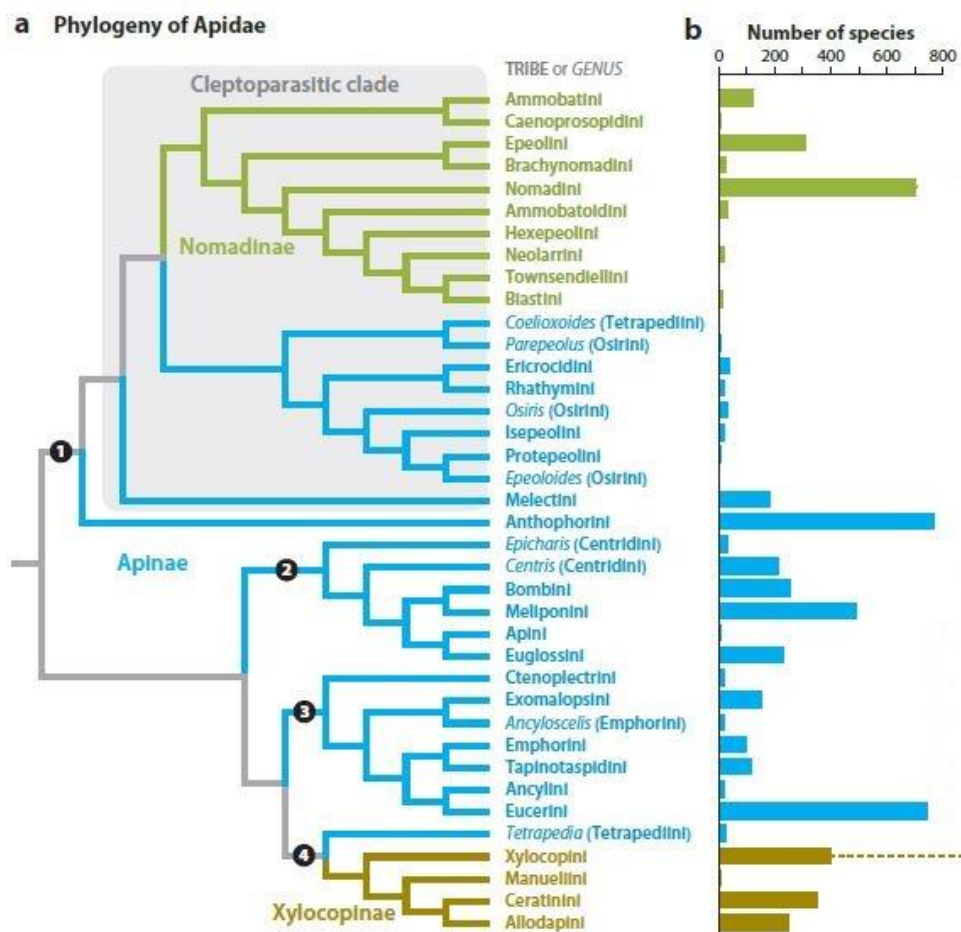 a Phylogeny of Apidae
b Number of species
0 200 400 600 800
TRIBE or GENUS
Cleptoparasitic clade
Ammobatini
Caenoprosopidini
Epeolini
Brachynomadini
Nomadini
Ammobatoidini
Hexepeolini
Nomadinae
Neolarrini
Townsendiellini
Biastini
Coelioxoides (Tetrapediini)
Parepeolus (Osirini)
Ericrocidini
Rhathymini
Osiris (Osirini)
Isepeolini
1
Protepeolini
Epeoloides (Osirini)
Melectini
Anthophorini
Epicharis (Centridini)
Apinae
2
Centris (Centridini)
Bombini
Meliponini
Apini
Euglossini
Ctenoplectrini
Exomalopsini
3
Ancyloscelis (Emphorini)
Emphorini
Tapinotaspidini
Ancylini
Eucerini
Tetrapedia (Tetrapediini)
4
Xylocopini
Manuellini
Ceratinini
Xylocopinae
Allodapini